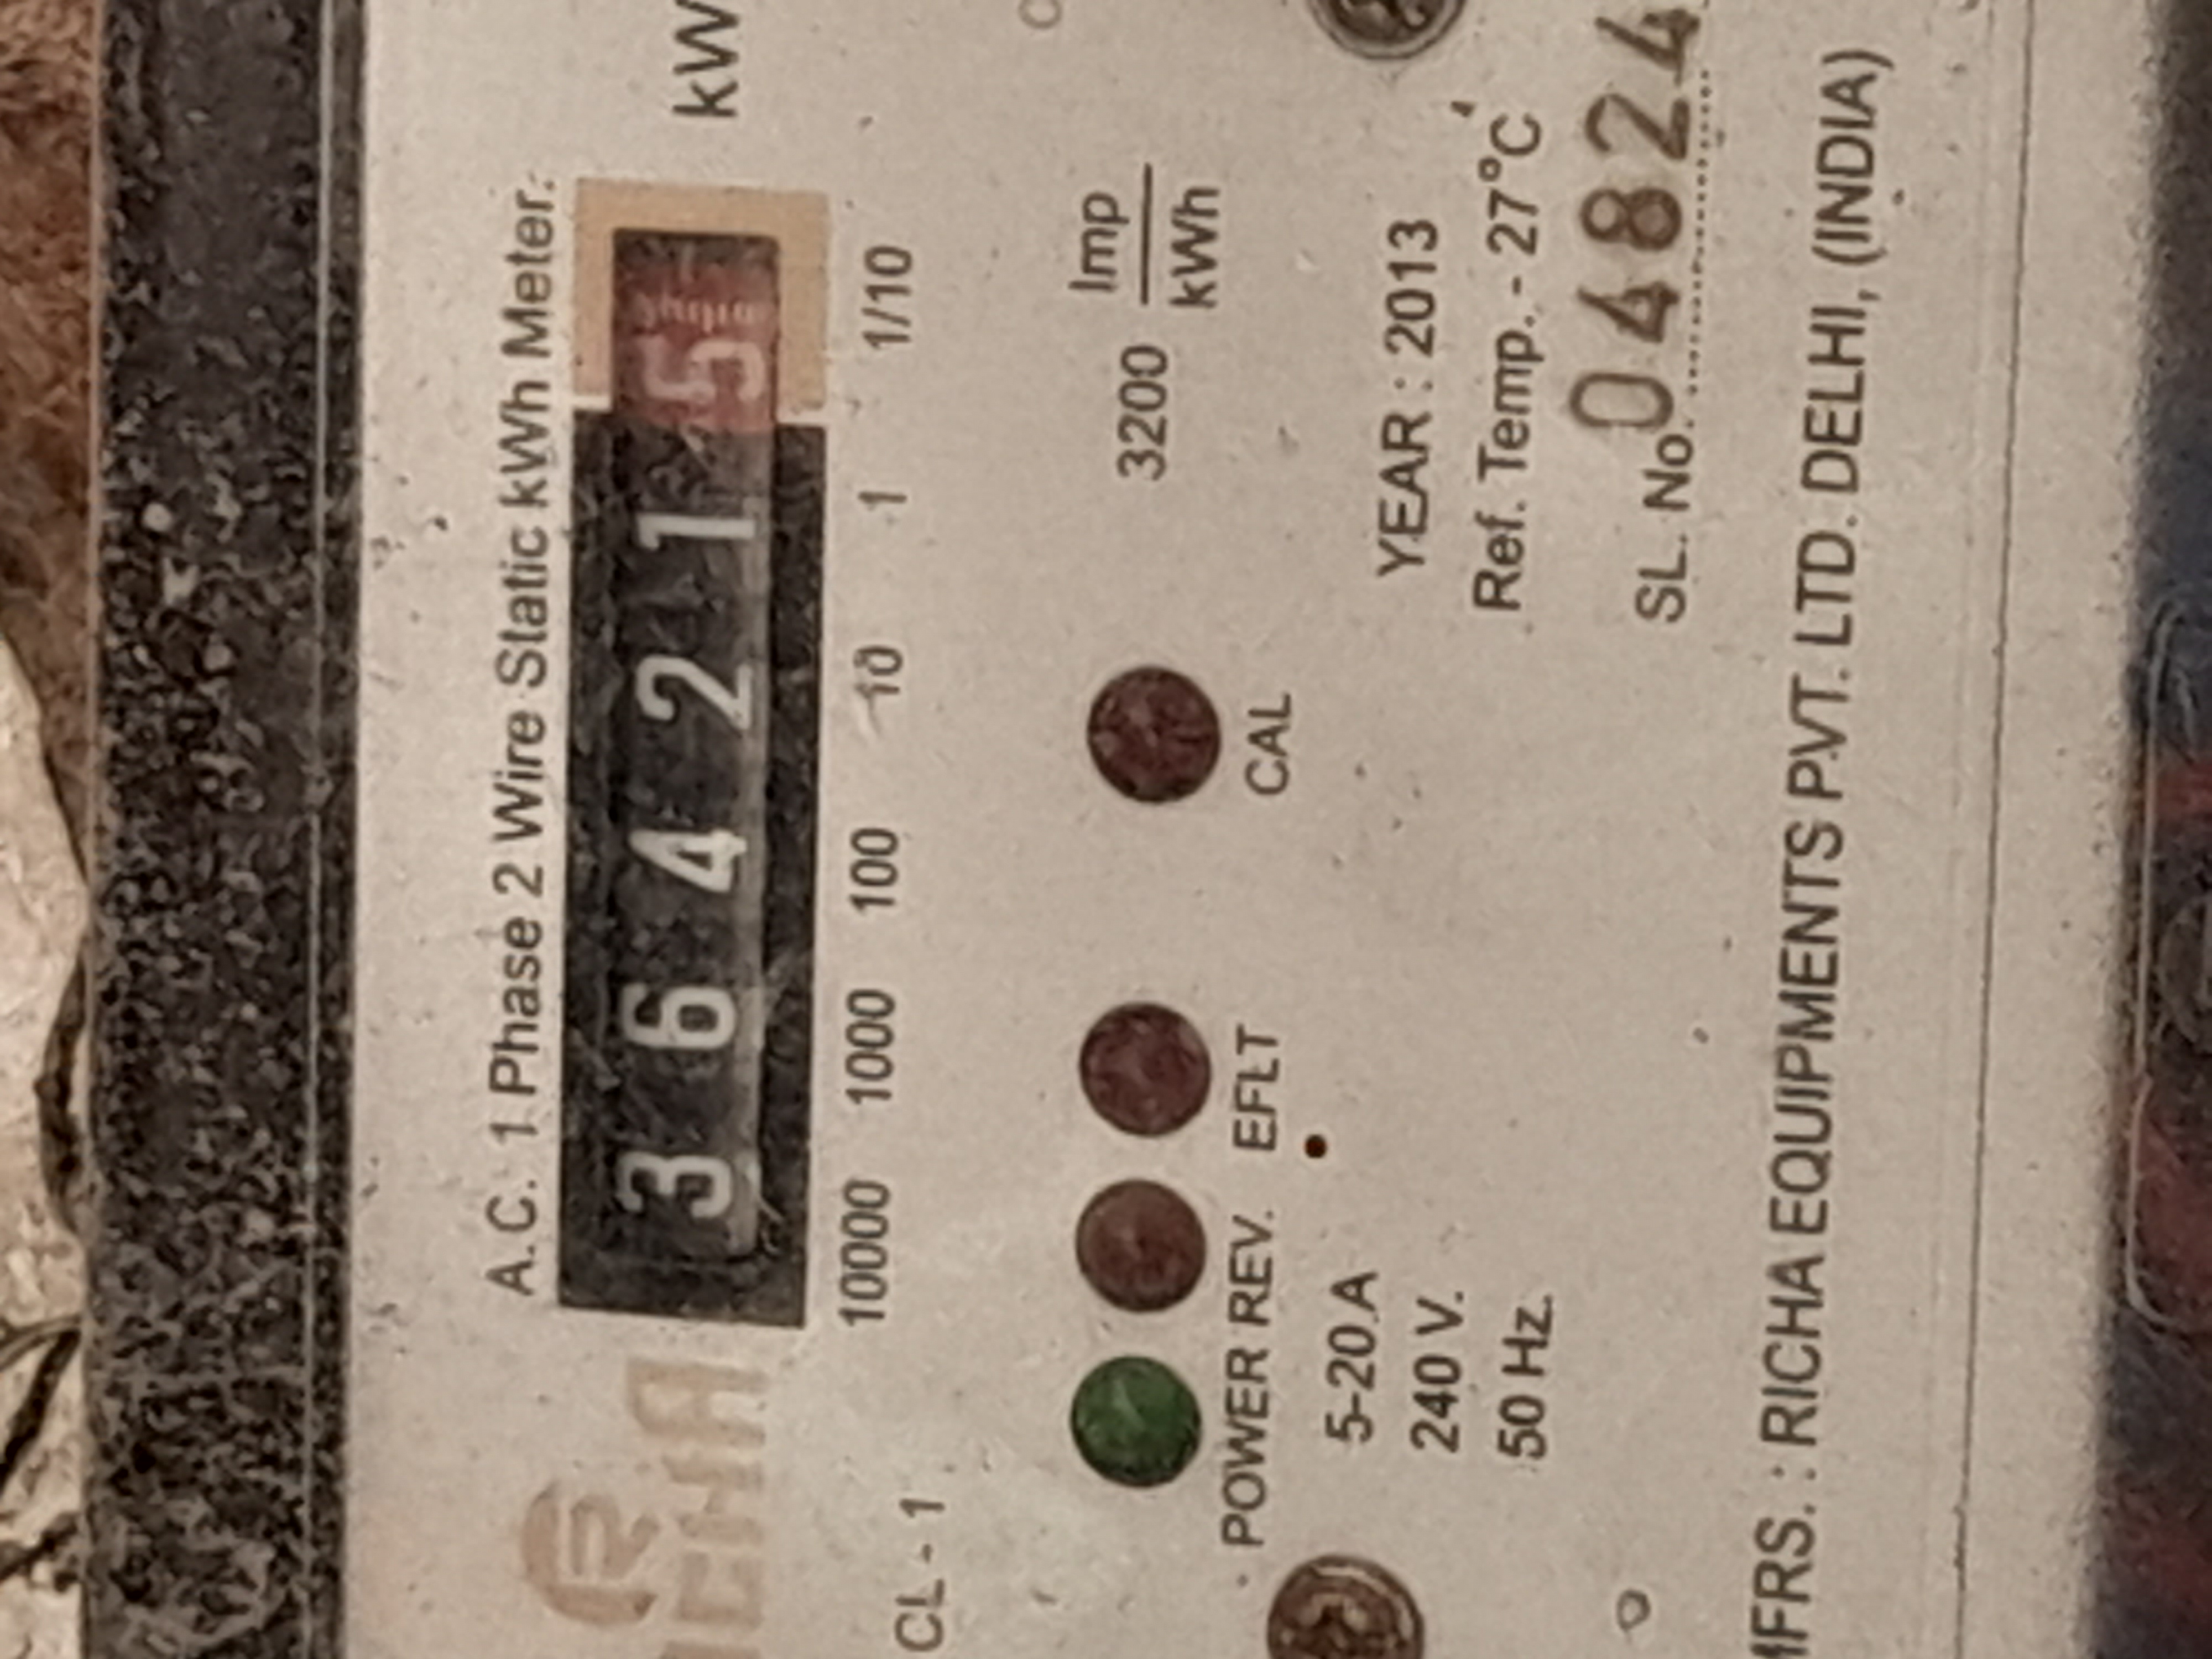 A.C. 1 Phase 2 Wire Static kWh Meter.
RICHA
3 6 4 2 1 5
kW
10000 1000 100 10 1 1/10
CL - 1
3200 Imp
kWh
POWER REV. EFLT CAL
5-20A
240 V.
50 Hz.
YEAR : 2013
Ref. Temp. - 27°C
SL. No. 04824
MFRS. : RICHA EQUIPMENTS PVT. LTD. DELHI, (INDIA)